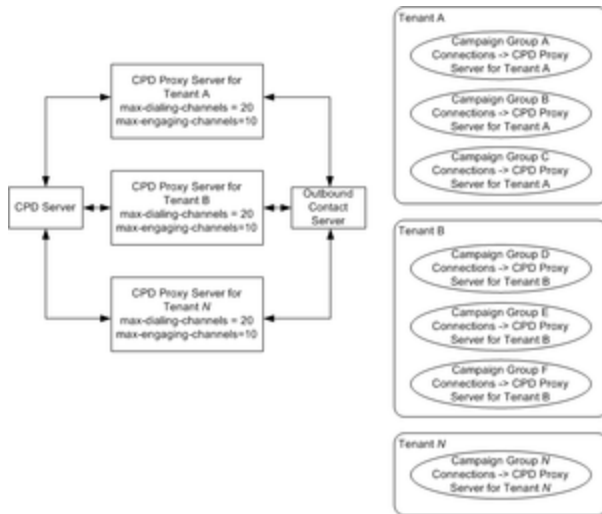 CPD Proxy Server for
Tenant A
max-dialing-channels = 20
max-engaging-channels=10
CPD Server
CPD Proxy Server for
Tenant B
max-dialing-channels = 20
max-engaging-channels=10
Outbound
Contact
Server
CPD Proxy Server for
Tenant N
max-dialing-channels = 20
max-engaging-channels=10
Tenant A
Campaign Group A
Connections -> CPD Proxy
Server for Tenant A
Campaign Group B
Connections -> CPD Proxy
Server for Tenant A
Campaign Group C
Connections -> CPD Proxy
Server for Tenant A
Tenant B
Campaign Group D
Connections -> CPD Proxy
Server for Tenant B
Campaign Group E
Connections -> CPD Proxy
Server for Tenant B
Campaign Group F
Connections -> CPD Proxy
Server for Tenant B
Tenant N
Campaign Group N
Connections -> CPD Proxy
Server for Tenant N